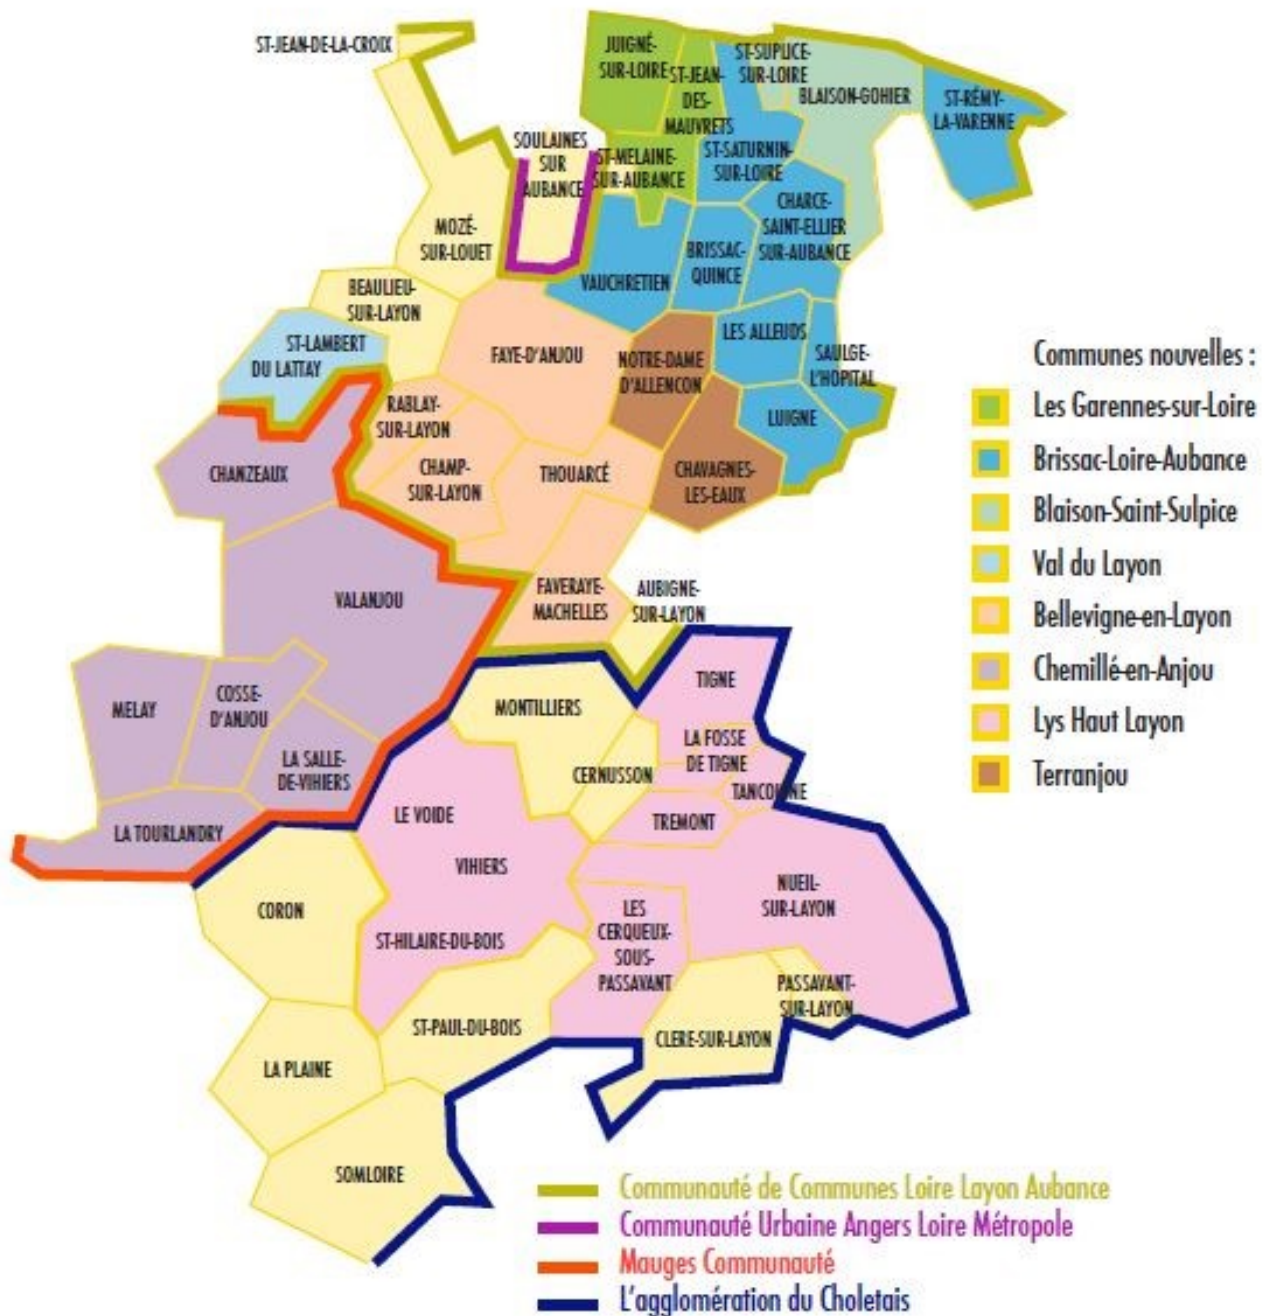 ST-JEAN-DE-LA-CROIX
JUIGNÉ-
SUR-LOIRE
ST-JEAN-
DES-
MAUVRETS
ST-SUPLICE-
SUR-LOIRE
BLAISON-GOHIER
ST-RÉMY-
LA-VARENNE
SOULAINES
SUR
AUBANCE
ST-MELAINE-
SUR-AUBANCE
ST-SATURNIN-
SUR-LOIRE
MOZÉ-
SUR-LOUET
CHARCE-
SAINT-ELLIER
SUR-AUBANCE
BRISSAC-
QUINCE
VAUCHRETIEN
BEAULIEU-
SUR-LAYON
ST-LAMBERT
DU LATTAY
FAYE-D'ANJOU
NOTRE-DAME
D'ALLENCON
LES ALLEUDS
SAULGE-
L'HOPITAL
LUIGNE
RABLAY-
SUR-LAYON
CHAMP-
SUR-LAYON
THOUARCÉ
CHAVAGNES-
LES-EAUX
CHANZEAUX
VALANJOU
FAVERAYE-
MACHELLES
AUBIGNE-
SUR-LAYON
MELAY
COSSE-
D'ANJOU
LA SALLE-
DE-VIHIERS
LA TOURLANDRY
MONTILLIERS
TIGNE
LA FOSSE
DE TIGNE
CERNUSSON
TANCOIGNE
TREMONT
LE VOIDE
VIHIERS
ST-HILAIRE-DU-BOIS
NUEIL-
SUR-LAYON
LES
CERQUEUX-
SOUS-
PASSAVANT
CORON
PASSAVANT-
SUR-LAYON
ST-PAUL-DU-BOIS
CLERE-SUR-LAYON
LA PLAINE
SOMLOIRE
Communes nouvelles :
Les Garennes-sur-Loire
Brissac-Loire-Aubance
Blaison-Saint-Sulpice
Val du Layon
Bellevigne-en-Layon
Chemillé-en-Anjou
Lys Haut Layon
Terranjou
Communauté de Communes Loire Layon Aubance
Communauté Urbaine Angers Loire Métropole
Mauges Communauté
L'agglomération du Choletais